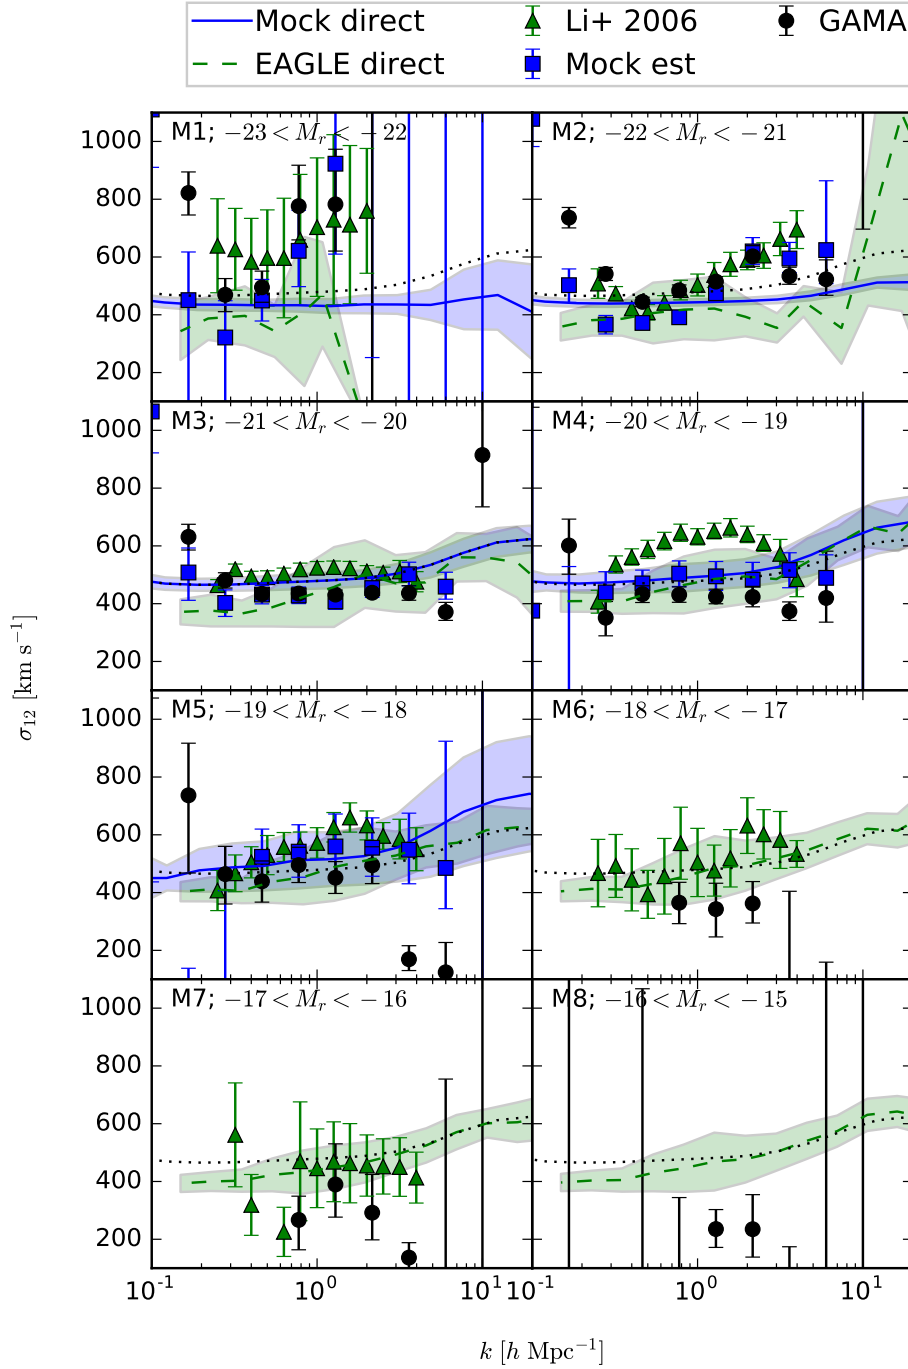 Mock direct Li+ 2006 GAMA
EAGLE direct Mock est
M1; −23 < M_r < −22 M2; −22 < M_r < −21
1000
800
600
400
200
M3; −21 < M_r < −20 M4; −20 < M_r < −19
1000
800
600
400
200
M5; −19 < M_r < −18 M6; −18 < M_r < −17
1000
800
600
400
200
M7; −17 < M_r < −16 M8; −16 < M_r < −15
1000
800
600
400
200
10^{-1} 10^0 10^1 10^{-1} 10^0 10^1
σ_{12} [km s^{−1}]
k [h Mpc^{−1}]